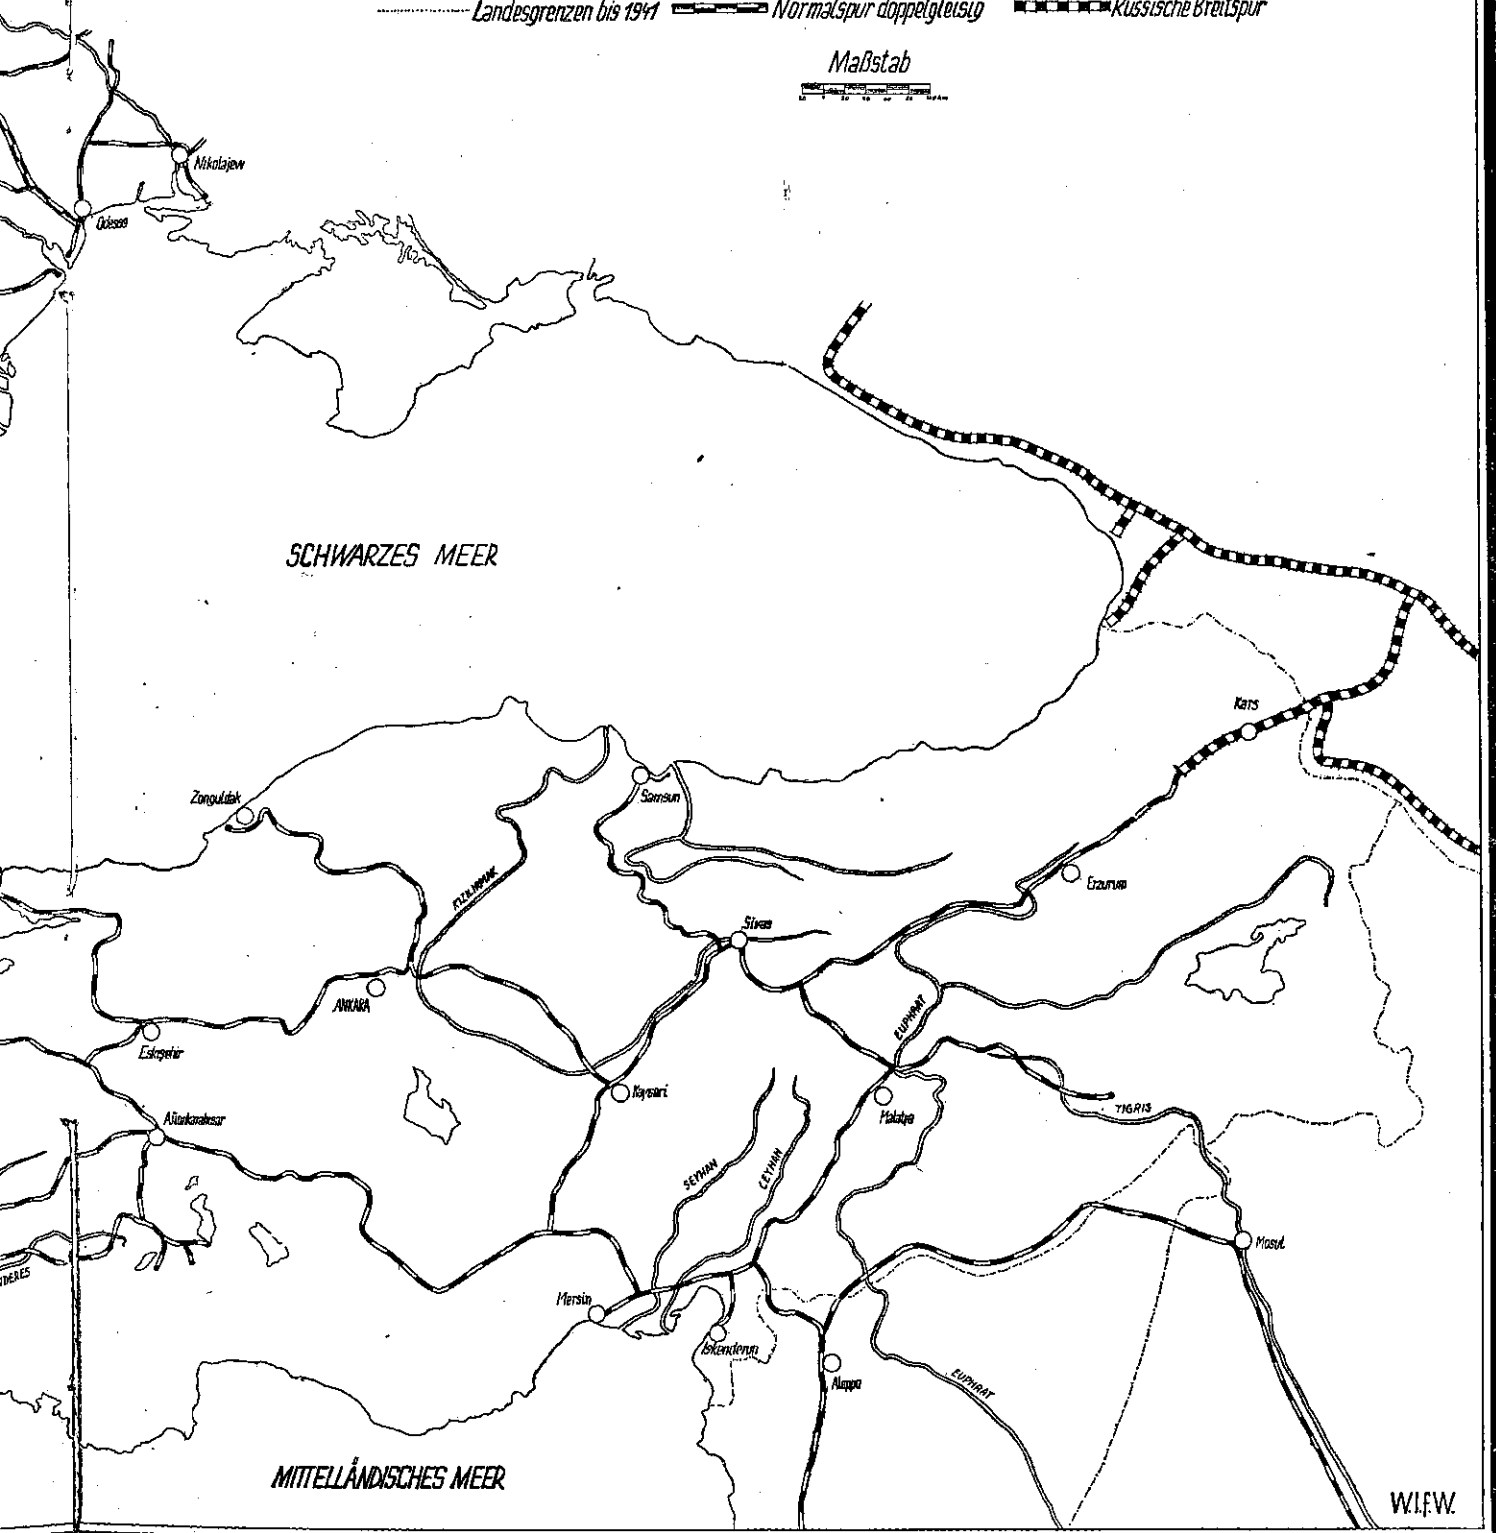 Landesgrenzen bis 1941 Normalspur doppelgleisig Russische Breitspur
Maßstab
Nikolajew
Odessa
SCHWARZES MEER
Kars
Zonguldak
Samsun
KIZILIRMAK
Erzurum
Sivas
ANKARA
EUPHRAT
Eskişehir
Kayseri
Malatya
TIGRIS
Afionkarahisar
SEYHAN
CEYHAN
Mosul
Mersin
Iskenderun
Aleppo
EUPHRAT
MITTELLÄNDISCHES MEER
W.I.f.W.